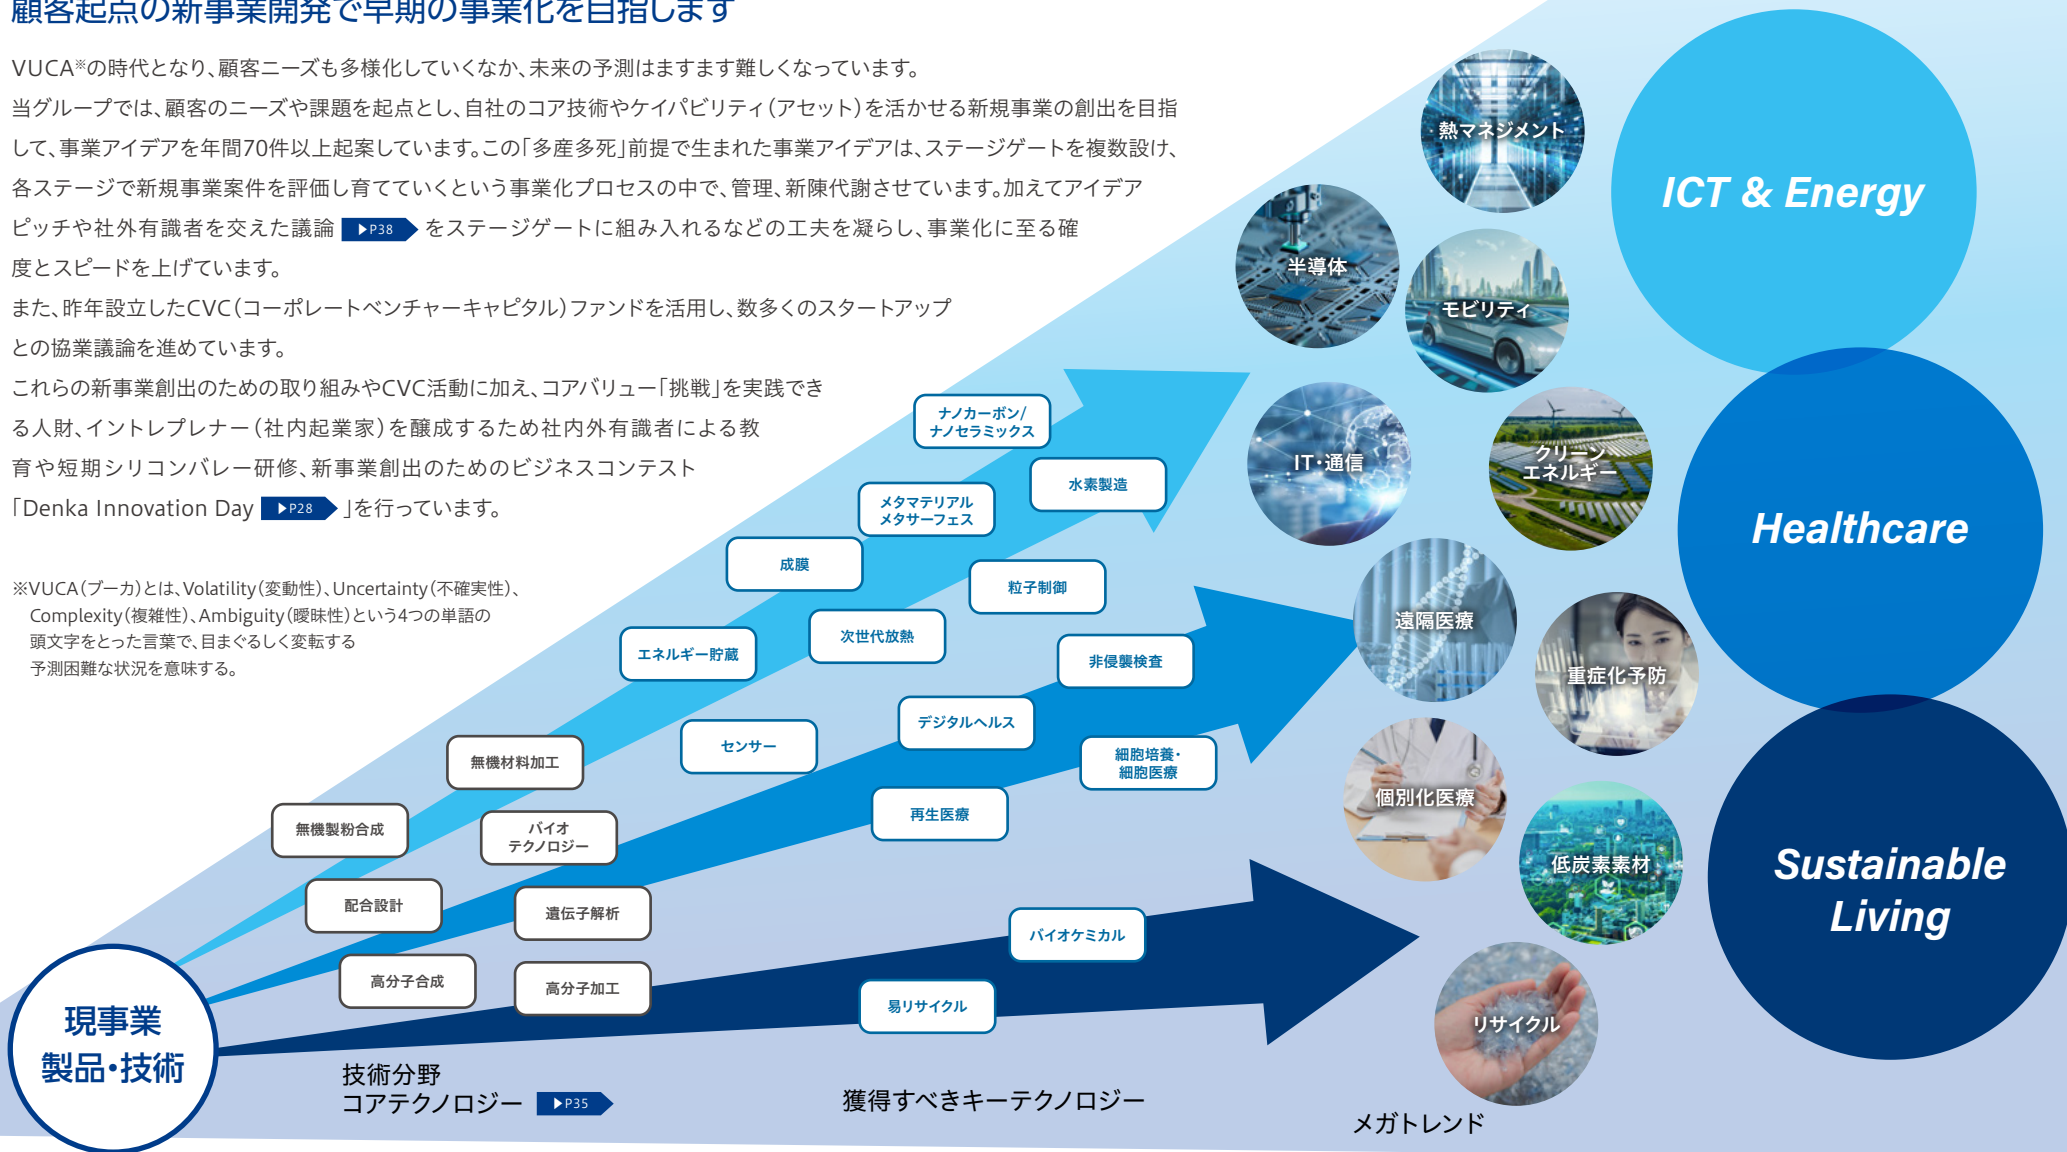 顧客起点の新事業開発で早期の事業化を目指します
VUCA※の時代となり、顧客ニーズも多様化していくなか、未来の予測はますます難しくなっています。
当グループでは、顧客のニーズや課題を起点とし、自社のコア技術やケイパビリティ(アセット)を活かせる新規事業の創出を目指
して、事業アイデアを年間70件以上起案しています。この「多産多死」前提で生まれた事業アイデアは、ステージゲートを複数設け、
各ステージで新規事業案件を評価し育てていくという事業化プロセスの中で、管理、新陳代謝させています。加えてアイデア
ピッチや社外有識者を交えた議論 ▶P38 をステージゲートに組み入れるなどの工夫を凝らし、事業化に至る確
度とスピードを上げています。
また、昨年設立したCVC(コーポレートベンチャーキャピタル)ファンドを活用し、数多くのスタートアップ
との協業議論を進めています。
これらの新事業創出のための取り組みやCVC活動に加え、コアバリュー「挑戦」を実践でき
る人財、イントレプレナー(社内起業家)を醸成するため社内外有識者による教
育や短期シリコンバレー研修、新事業創出のためのビジネスコンテスト
「Denka Innovation Day ▶P28 」を行っています。
※VUCA(ブーカ)とは、Volatility(変動性)、Uncertainty(不確実性)、
Complexity(複雑性)、Ambiguity(曖昧性)という4つの単語の
頭文字をとった言葉で、目まぐるしく変転する
予測困難な状況を意味する。
現事業
製品・技術
無機製粉合成
無機材料加工
バイオ
テクノロジー
配合設計
遺伝子解析
高分子合成
高分子加工
技術分野
コアテクノロジー ▶P35
ナノカーボン/
ナノセラミックス
水素製造
メタマテリアル
メタサーフェス
成膜
粒子制御
次世代放熱
エネルギー貯蔵
非侵襲検査
デジタルヘルス
センサー
細胞培養・
細胞医療
再生医療
バイオケミカル
易リサイクル
獲得すべきキーテクノロジー
熱マネジメント
半導体
モビリティ
IT・通信
クリーン
エネルギー
遠隔医療
重症化予防
個別化医療
低炭素素材
リサイクル
メガトレンド
ICT & Energy
Healthcare
Sustainable
Living